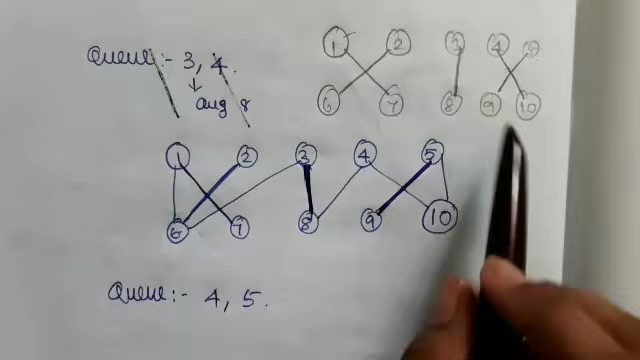 Queue:- 3, 4.
↓
aug 8
1 2 3 4 5
6 7 8 9 10
1 2 3 4 5
6 7 8 9 10
Queue:- 4, 5.